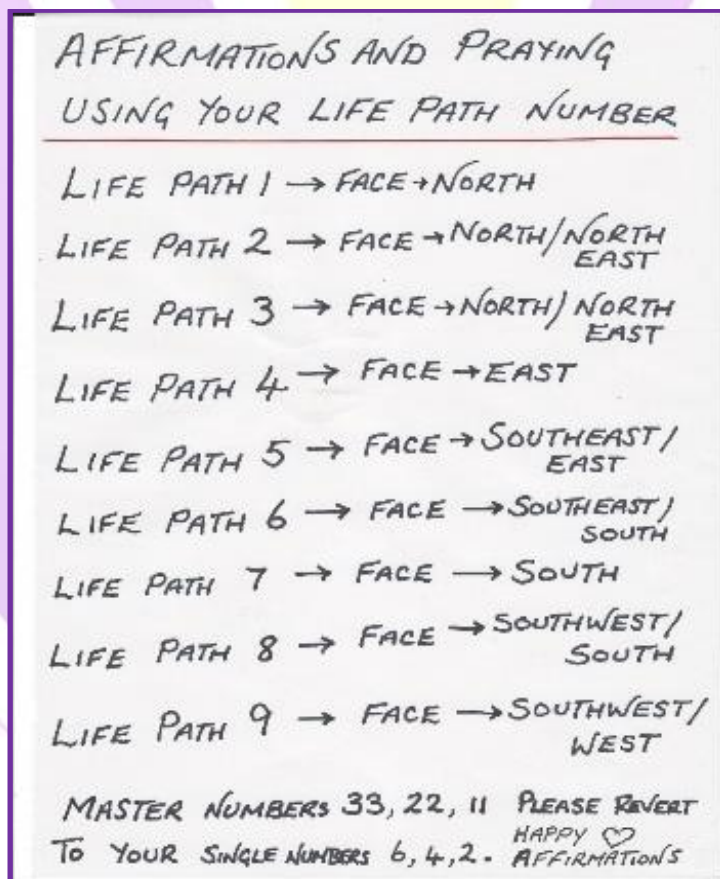 AFFIRMATIONS AND PRAYING
USING YOUR LIFE PATH NUMBER
LIFE PATH 1 → FACE → NORTH
LIFE PATH 2 → FACE → NORTH/NORTH
EAST
LIFE PATH 3 → FACE → NORTH/NORTH
EAST
LIFE PATH 4 → FACE → EAST
LIFE PATH 5 → FACE → SOUTHEAST/
EAST
LIFE PATH 6 → FACE → SOUTHEAST/
SOUTH
LIFE PATH 7 → FACE → SOUTH
LIFE PATH 8 → FACE → SOUTHWEST/
SOUTH
LIFE PATH 9 → FACE → SOUTHWEST/
WEST
MASTER NUMBERS 33, 22, 11 PLEASE REVERT
TO YOUR SINGLE NUMBERS 6, 4, 2. HAPPY ♡
AFFIRMATIONS